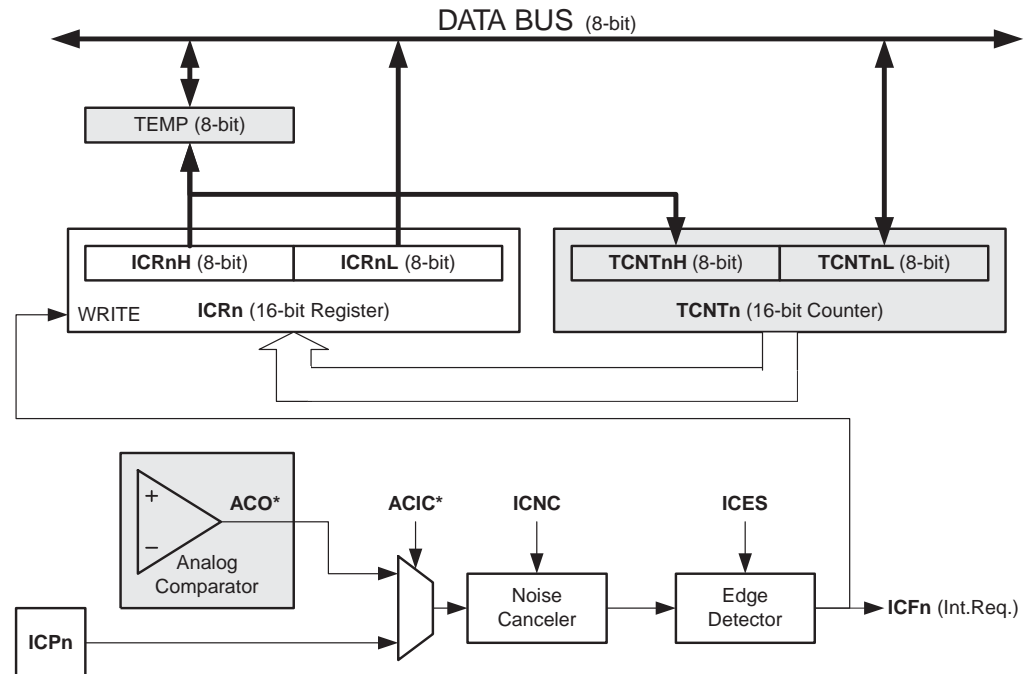 DATA BUS (8-bit)
TEMP (8-bit)
ICRnH (8-bit)
ICRnL (8-bit)
TCNTnH (8-bit)
TCNTnL (8-bit)
WRITE
ICRn (16-bit Register)
TCNTn (16-bit Counter)
+
−
ACO*
Analog
Comparator
ACIC*
ICNC
ICES
Noise
Canceler
Edge
Detector
ICFn (Int.Req.)
ICPn